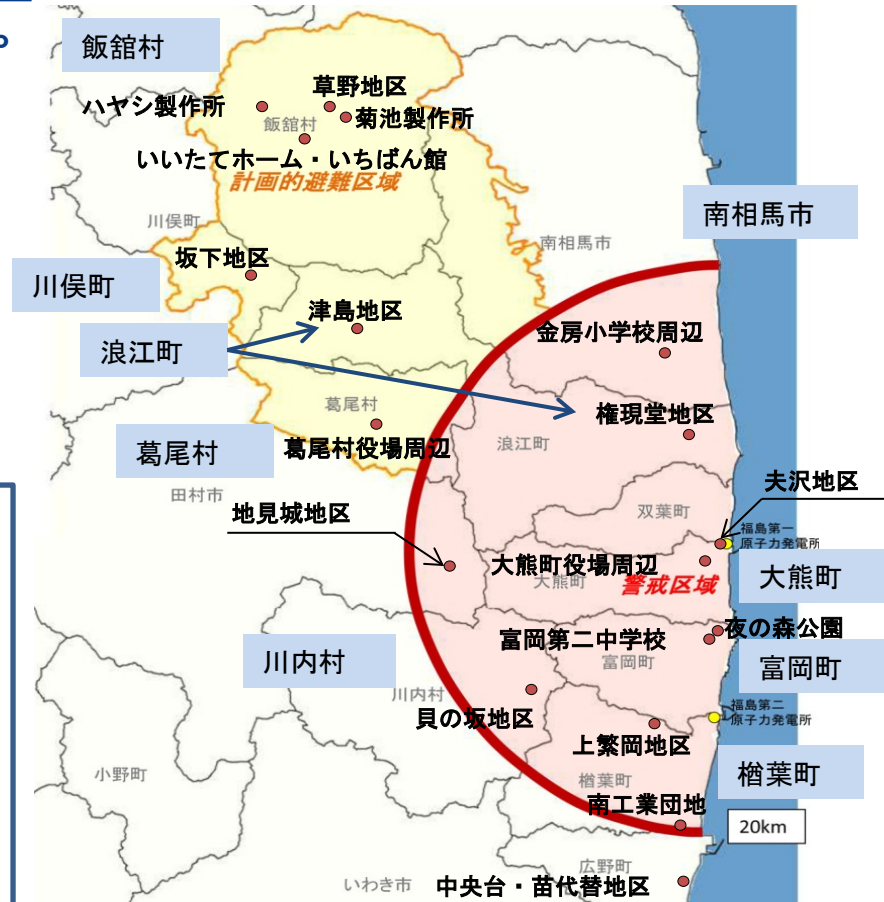 。
飯舘村
ハヤシ製作所
草野地区
飯舘村
菊池製作所
いいたてホーム・いちばん館
計画的避難区域
南相馬市
川俣町
南相馬市
坂下地区
川俣町
津島地区
金房小学校周辺
浪江町
葛尾村
権現堂地区
浪江町
葛尾村
葛尾村役場周辺
田村市
夫沢地区
地見城地区
双葉町
福島第一
原子力発電所
大熊町役場周辺
大熊町
警戒区域
大熊町
夜の森公園
富岡第二中学校
富岡町
富岡町
川内村
川内村
貝の坂地区
福島第二
原子力発電所
上繁岡地区
小野町
楢葉町
楢葉町
南工業団地
20km
広野町
いわき市
中央台・苗代替地区